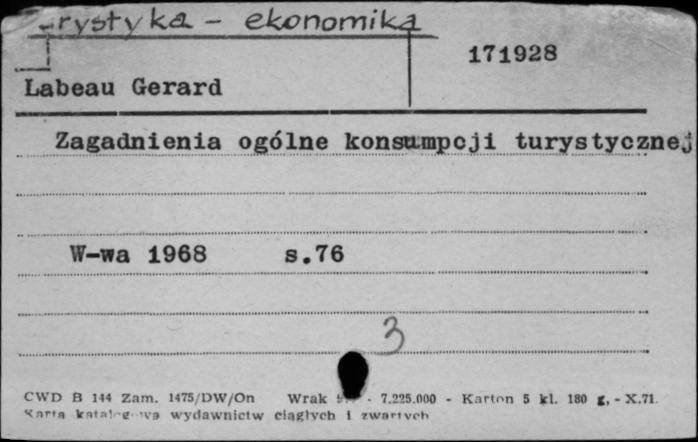 Turystyka - ekonomika
171928
Labeau Gerard
Zagadnienia ogólne konsumpcji turystycznej
W-wa 1968 s.76
3
CWD B 144 Zam. 1475/DW/On Wrak - 7.225.000 - Karton 5 kl. 180 g, - X.71.
Karta katalogowa wydawnictw ciągłych i zwartych